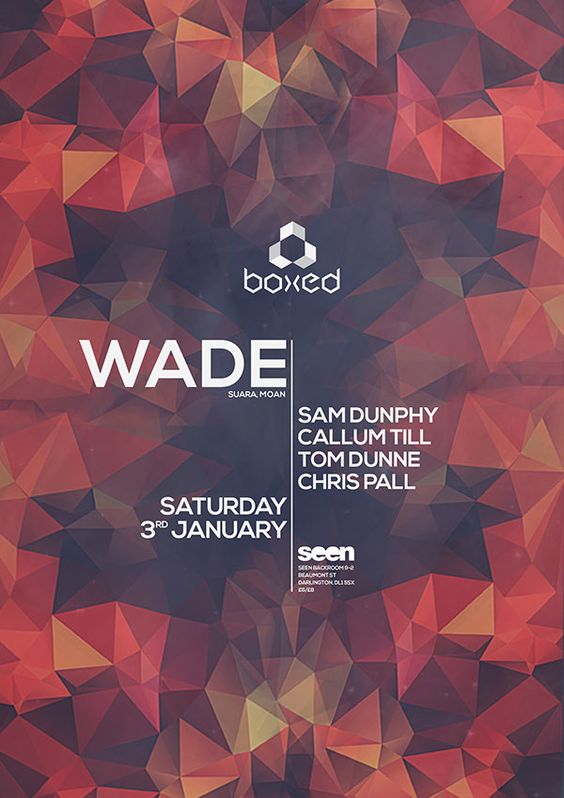 boxed
WADE
SUARA, MOAN
SAM DUNPHY
CALLUM TILL
TOM DUNNE
CHRIS PALL
SATURDAY
3RD JANUARY
seen
SEEN BACKROOM 9-2
BEAUMONT ST
DARLINGTON, DL1 5SX
£6/£8